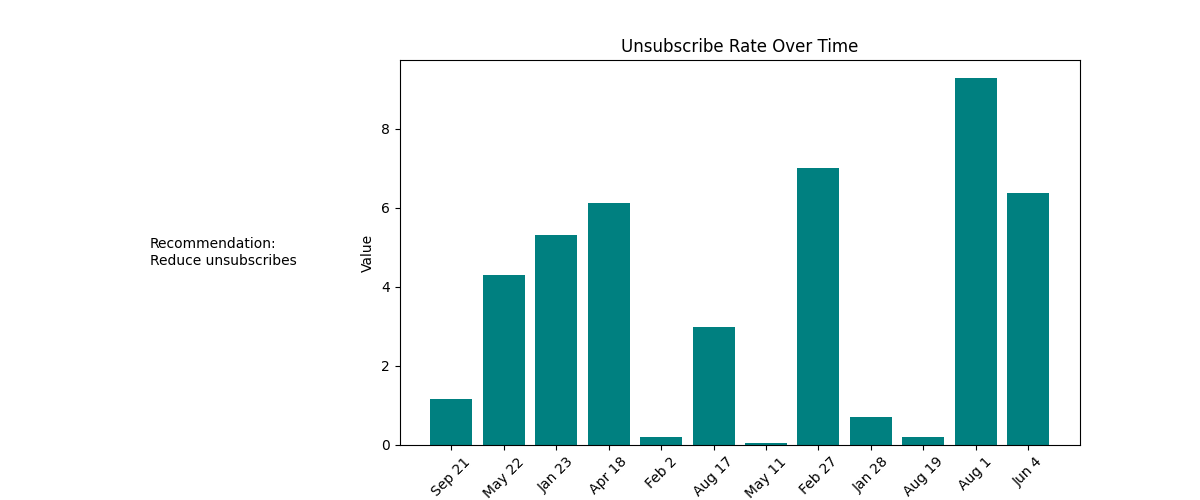 Unsubscribe Rate Over Time
Recommendation:
Reduce unsubscribes
Value
8
6
4
2
0
Sep 21
May 22
Jan 23
Apr 18
Feb 2
Aug 17
May 11
Feb 27
Jan 28
Aug 19
Aug 1
Jun 4